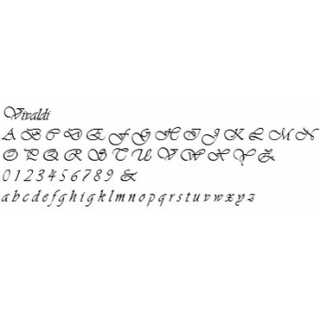 Vivaldi
A B C D E F G H I J K L M N
O P Q R S T U V W X Y Z
0 1 2 3 4 5 6 7 8 9 &
a b c d e f g h i j k l m n o p q r s t u v w x y z